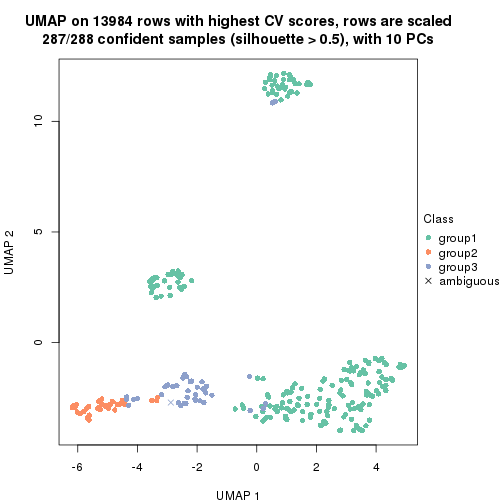 UMAP on 13984 rows with highest CV scores, rows are scaled
287/288 confident samples (silhouette > 0.5), with 10 PCs
10
5
0
UMAP 2
-6
-4
-2
0
2
4
UMAP 1
Class
group1
group2
group3
ambiguous